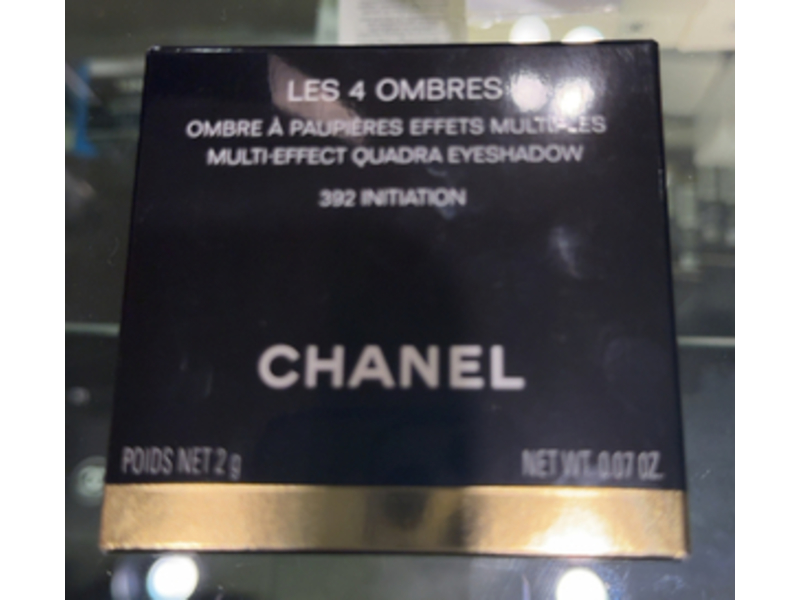 LES 4 OMBRES
OMBRE À PAUPIÈRES EFFETS MULTIPLES
MULTI-EFFECT QUADRA EYESHADOW
392 INITIATION
CHANEL
POIDS NET 2 g
NET WT. 0.07 OZ.